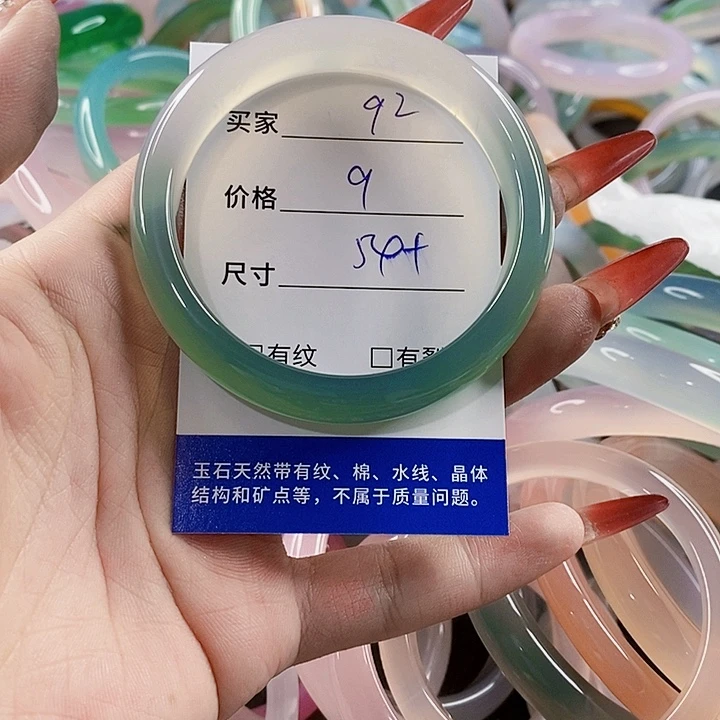 买家 92
价格 9
尺寸 54+
有纹 □有裂
玉石天然带有纹、棉、水线、晶体
结构和矿点等，不属于质量问题。